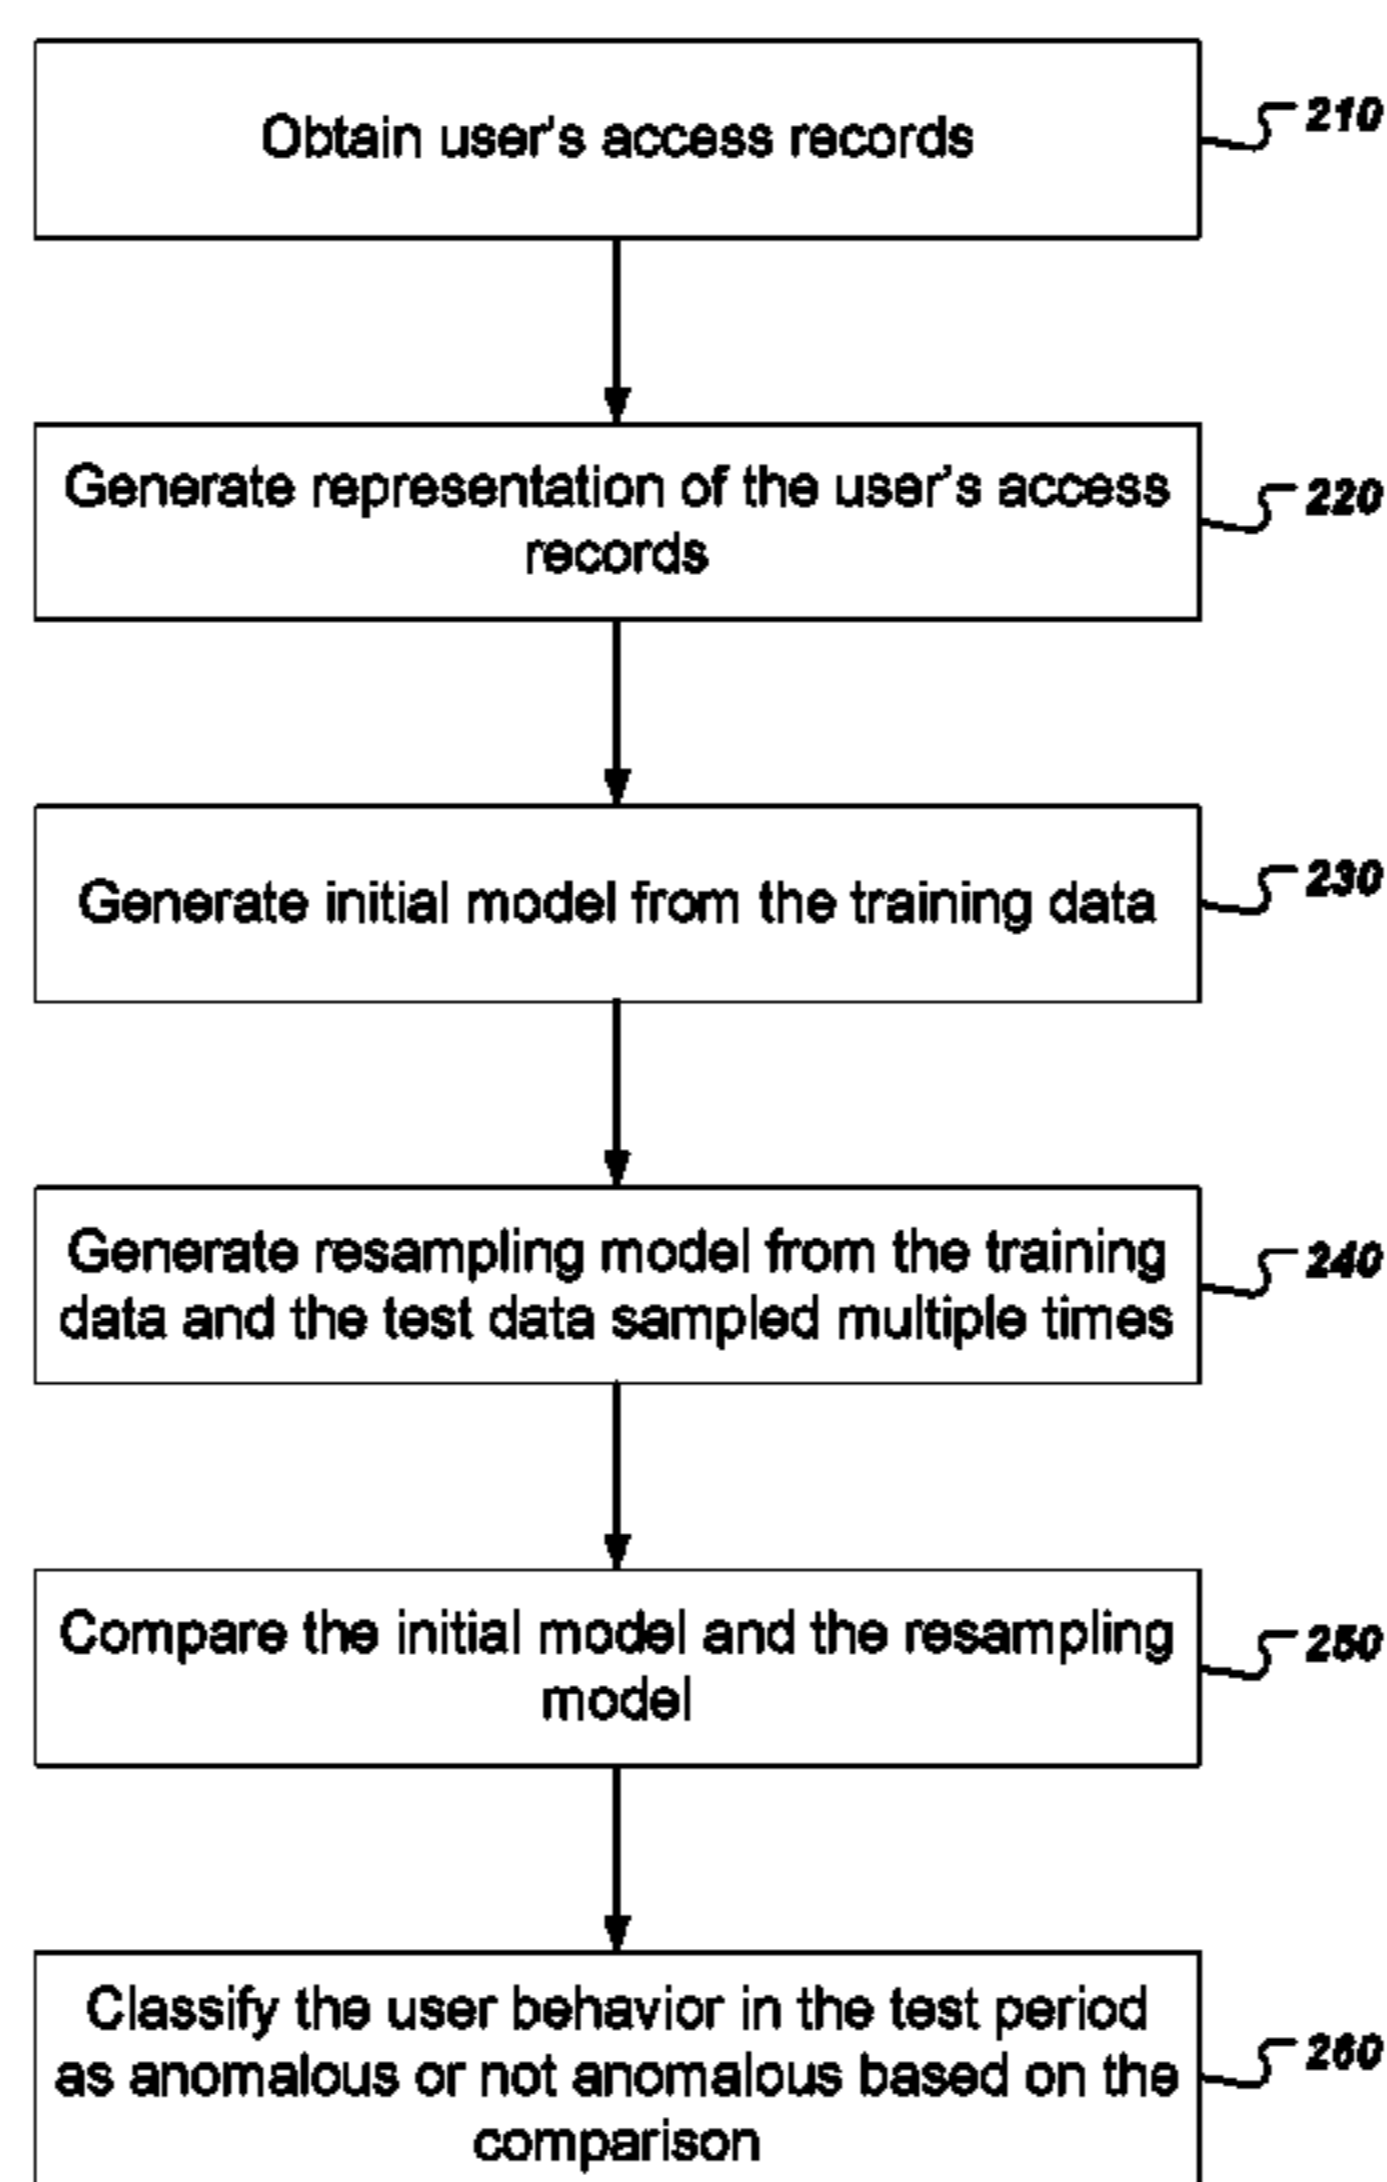 Obtain user's access records
210
Generate representation of the user's access
records
220
Generate initial model from the training data
230
Generate resampling model from the training
data and the test data sampled multiple times
240
Compare the initial model and the resampling
model
250
Classify the user behavior in the test period
as anomalous or not anomalous based on the
comparison
260